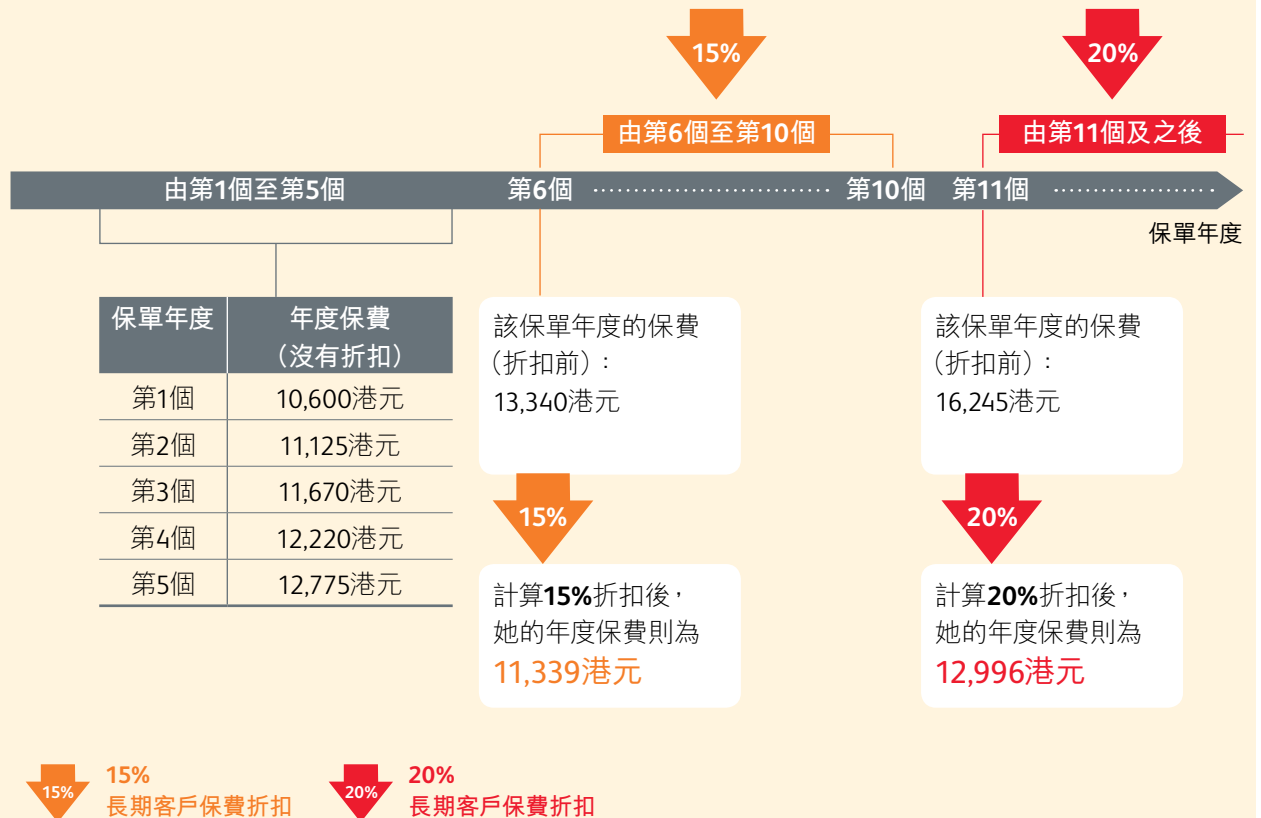 15%
20%
由第6個至第10個
由第11個及之後
由第1個至第5個
第6個 ······························ 第10個
第11個 ·····················
保單年度
保單年度 年度保費
（沒有折扣）
第1個 10,600港元
第2個 11,125港元
第3個 11,670港元
第4個 12,220港元
第5個 12,775港元
該保單年度的保費
（折扣前）：
13,340港元
15%
計算15%折扣後，
她的年度保費則為
11,339港元
該保單年度的保費
（折扣前）：
16,245港元
20%
計算20%折扣後，
她的年度保費則為
12,996港元
15%
15%
長期客戶保費折扣
20%
20%
長期客戶保費折扣